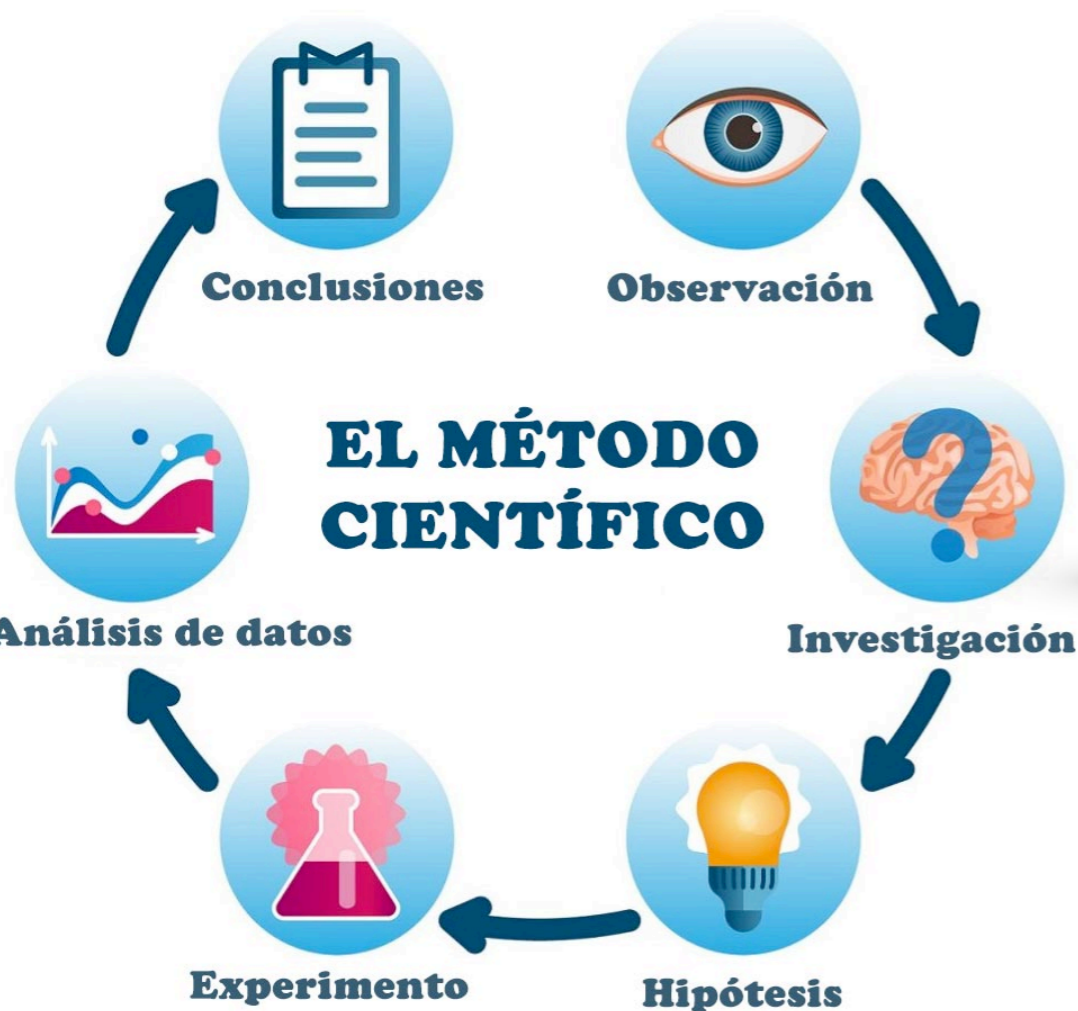 EL MÉTODO
CIENTÍFICO
Observación
Investigación
Hipótesis
Experimento
Análisis de datos
Conclusiones